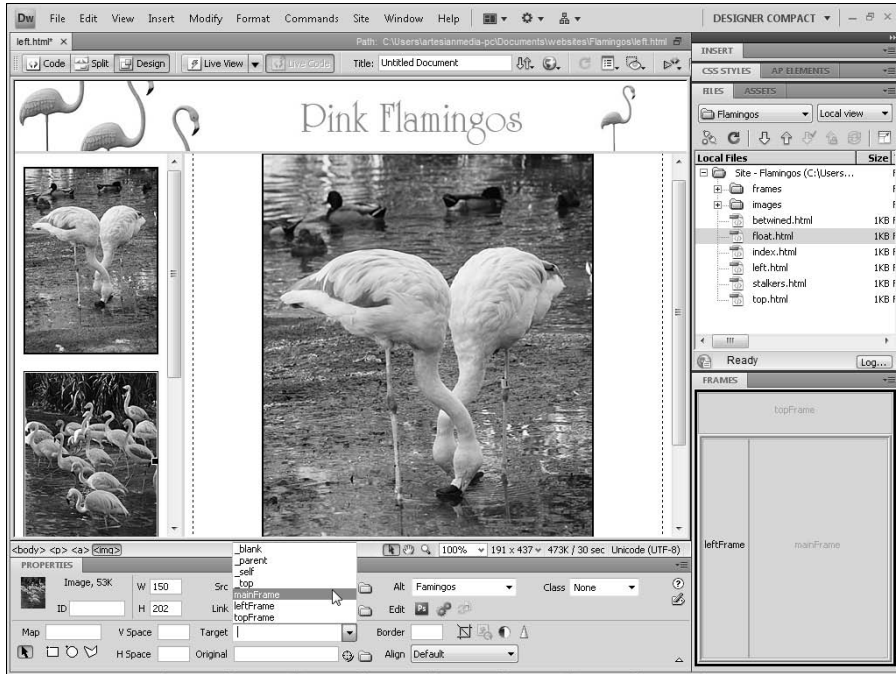 Dw File Edit View Insert Modify Format Commands Site Window Help DESIGNER COMPACT
left.html* Path: C:\Users\artesianmedia-pc\Documents\websites\Flamingos\left.html
Code Split Design Live View Live Code Title: Untitled Document
INSERT
CSS STYLES AP ELEMENTS
FILES ASSETS
Flamingos Local view
Local Files Size
Site - Flamingos (C:\Users...
frames
images
betwined.html 1KB
float.html 1KB
index.html 1KB
left.html 1KB
stalkers.html 1KB
top.html 1KB
Ready Log...
FRAMES
topFrame
leftFrame mainFrame
Pink Flamingos
<body> <p> <a> <img> 100% 191 x 437 473K / 30 sec Unicode (UTF-8)
PROPERTIES
Image, 53K W 150 Src Alt Famingos Class None
ID H 202 Link Edit Ps
Map V Space Target Border
H Space Original Align Default
_blank
_parent
_self
_top
mainFrame
leftFrame
topFrame